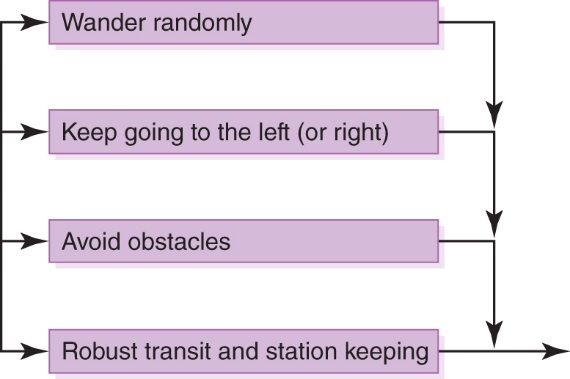 Wander randomly
Keep going to the left (or right)
Avoid obstacles
Robust transit and station keeping